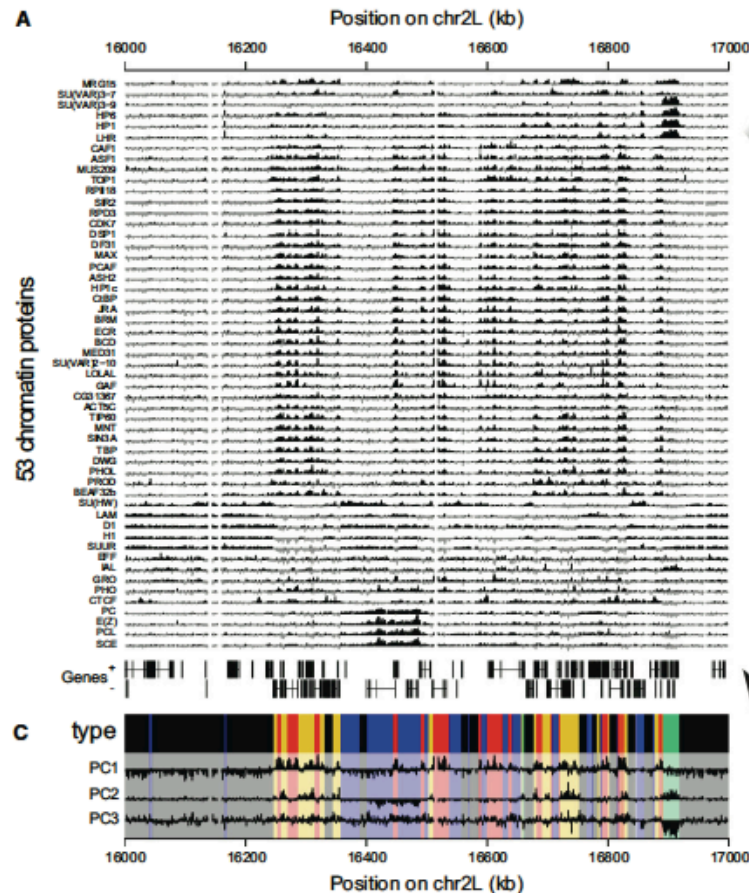 A
Position on chr2L (kb)
16000 16200 16400 16600 16800 17000
53 chromatin proteins
MRG15
SU(VAR)3-7
SU(VAR)3-9
HP6
HP1
LHR
CAF1
ASF1
MUS209
TOP1
RPII18
SIR2
RPD3
CDK7
DSP1
DF31
MAX
PCAF
ASH2
HP1c
CtBP
JRA
BRM
ECR
BCD
MED31
SU(VAR)2-10
LOLAL
GAF
CG31367
ACT5C
TIP60
MNT
SIN3A
TBP
DWG
PHOL
PROD
BEAF32b
SU(HW)
LAM
D1
H1
SUUR
EFF
IAL
GRO
PHO
CTCF
PC
E(Z)
PCL
SCE
Genes +
-
C
type
PC1
PC2
PC3
16000 16200 16400 16600 16800 17000
Position on chr2L (kb)